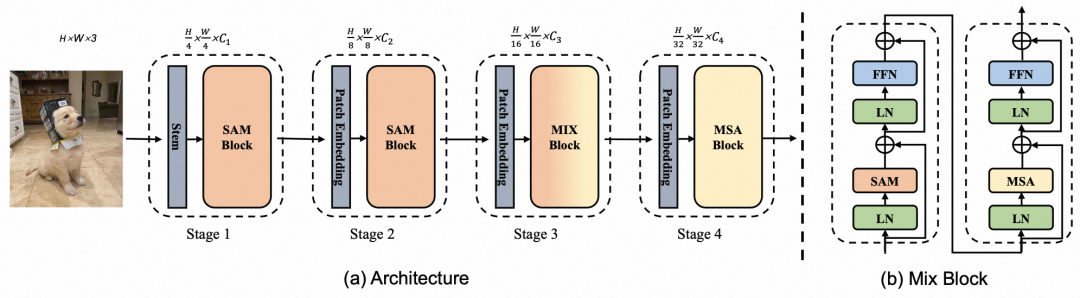 H×W×3
H/4 × W/4 ×C₁
H/8 × W/8 ×C₂
H/16 × W/16 ×C₃
H/32 × W/32 ×C₄
Stem
SAM
Block
Stage 1
Patch Embedding
SAM
Block
Stage 2
Patch Embedding
MIX
Block
Stage 3
Patch Embedding
MSA
Block
Stage 4
(a) Architecture
FFN
LN
SAM
LN
FFN
LN
MSA
LN
(b) Mix Block